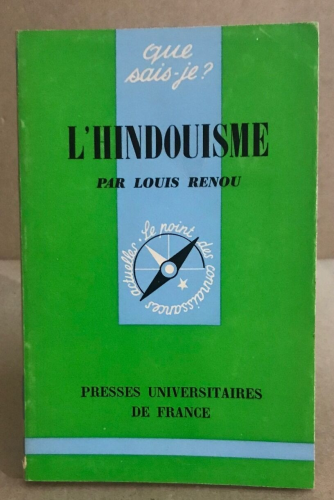 que
sais-je?
L'HINDOUISME
PAR LOUIS RENOU
Le point des connaissances actuelles
PRESSES UNIVERSITAIRES
DE FRANCE